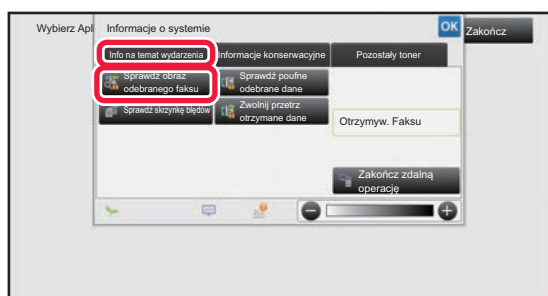 Wybierz Apl
Informacje o systemie
OK
Zakończ
Info na temat wydarzenia
Informacje konserwacyjne
Pozostały toner
Sprawdź obraz
odebranego faksu
Sprawdź poufne
odebrane dane
Sprawdź skrzynkę błędów
Zwolnij przetrz
otrzymane dane
Otrzymyw. Faksu
Zakończ zdalną
operację